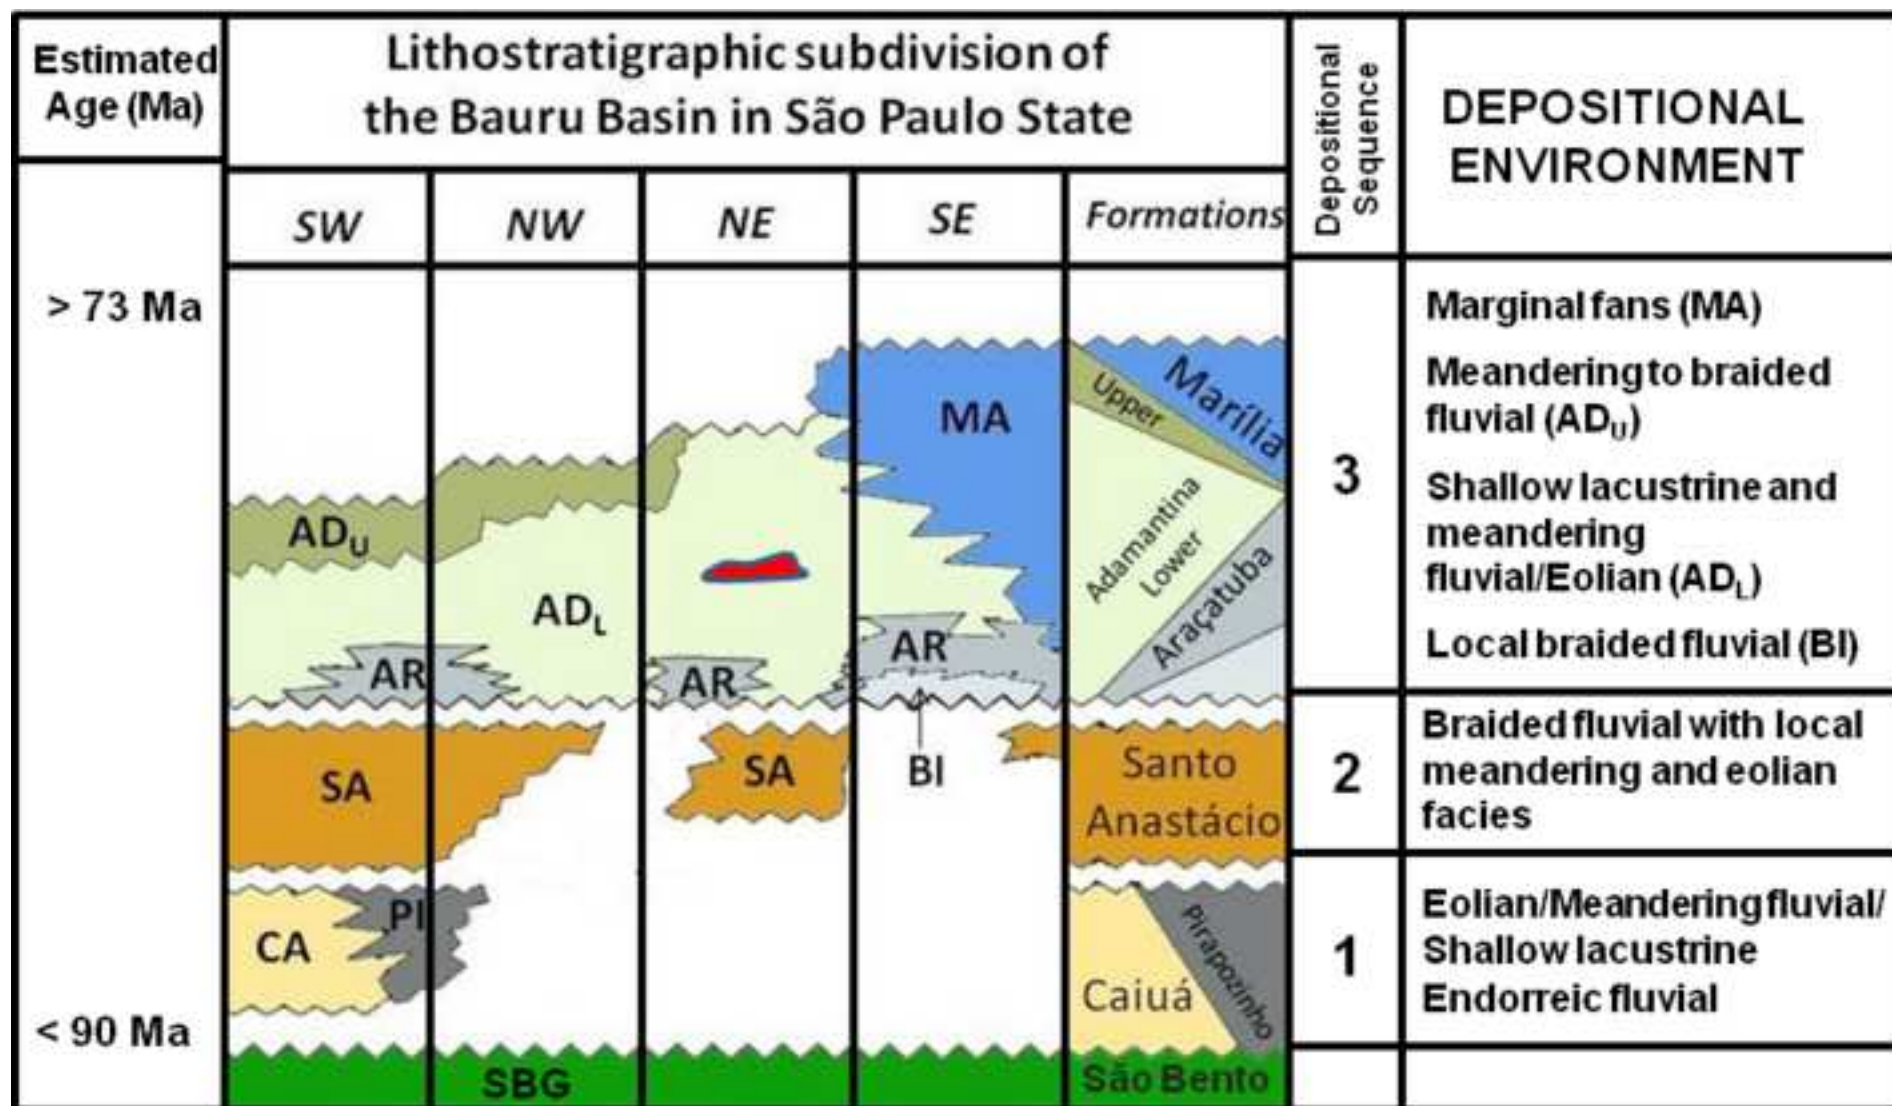 Estimated
Age (Ma)
Lithostratigraphic subdivision of
the Bauru Basin in São Paulo State
Depositional
Sequence
DEPOSITIONAL
ENVIRONMENT
SW
NW
NE
SE
Formations
> 73 Ma
< 90 Ma
MA
AD_U
AD_L
AR
AR
AR
SA
SA
BI
CA
PI
SBG
Marília
Upper
Adamantina
Lower
Araçatuba
Santo
Anastácio
Caiuá
Pirapozinho
São Bento
3
2
1
Marginal fans (MA)
Meandering to braided
fluvial (AD_U)
Shallow lacustrine and
meandering
fluvial/Eolian (AD_L)
Local braided fluvial (BI)
Braided fluvial with local
meandering and eolian
facies
Eolian/Meandering fluvial/
Shallow lacustrine
Endorreic fluvial